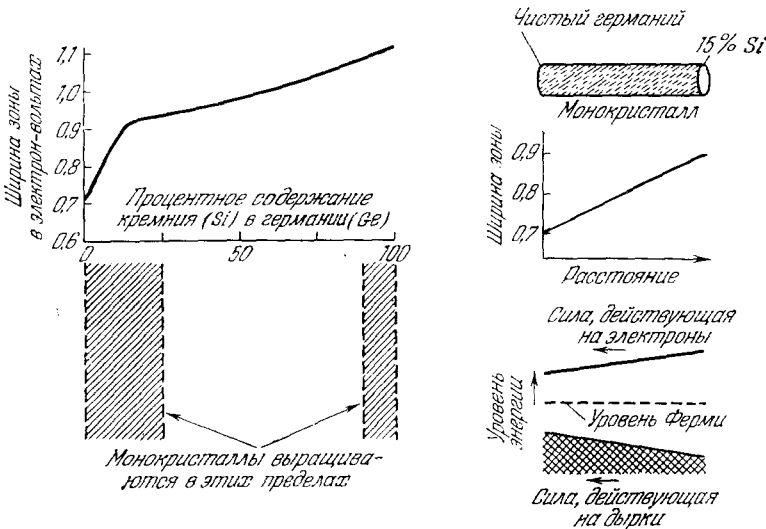 Ширина зоны
в электрон-вольтах
1,1
1,0
0,9
0,8
0,7
0,6
Процентное содержание
кремния (Si) в германии (Ge)
0
50
100
Монокристаллы выращива-
ются в этих пределах
Чистый германий
15% Si
Монокристалл
Ширина зоны
0,9
0,8
0,7
Расстояние
Сила, действующая
на электроны
Уровень
энергии
Уровень Ферми
Сила, действующая
на дырки